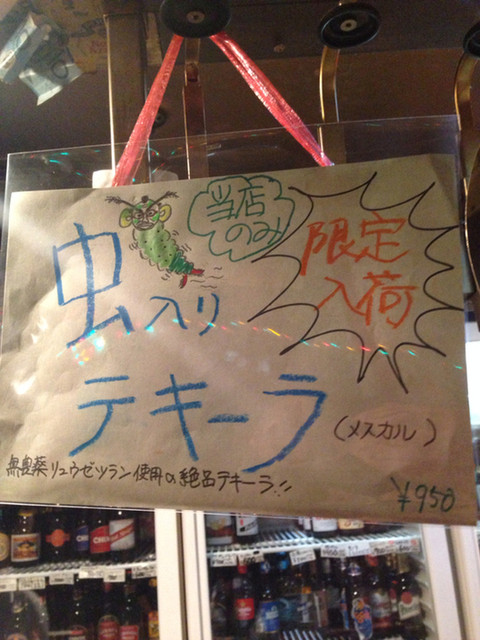 当店
のみ
限定
入荷
虫入り
テキーラ
(メスカル)
無農薬リュウゼツラン使用の絶品テキーラ!!
¥950